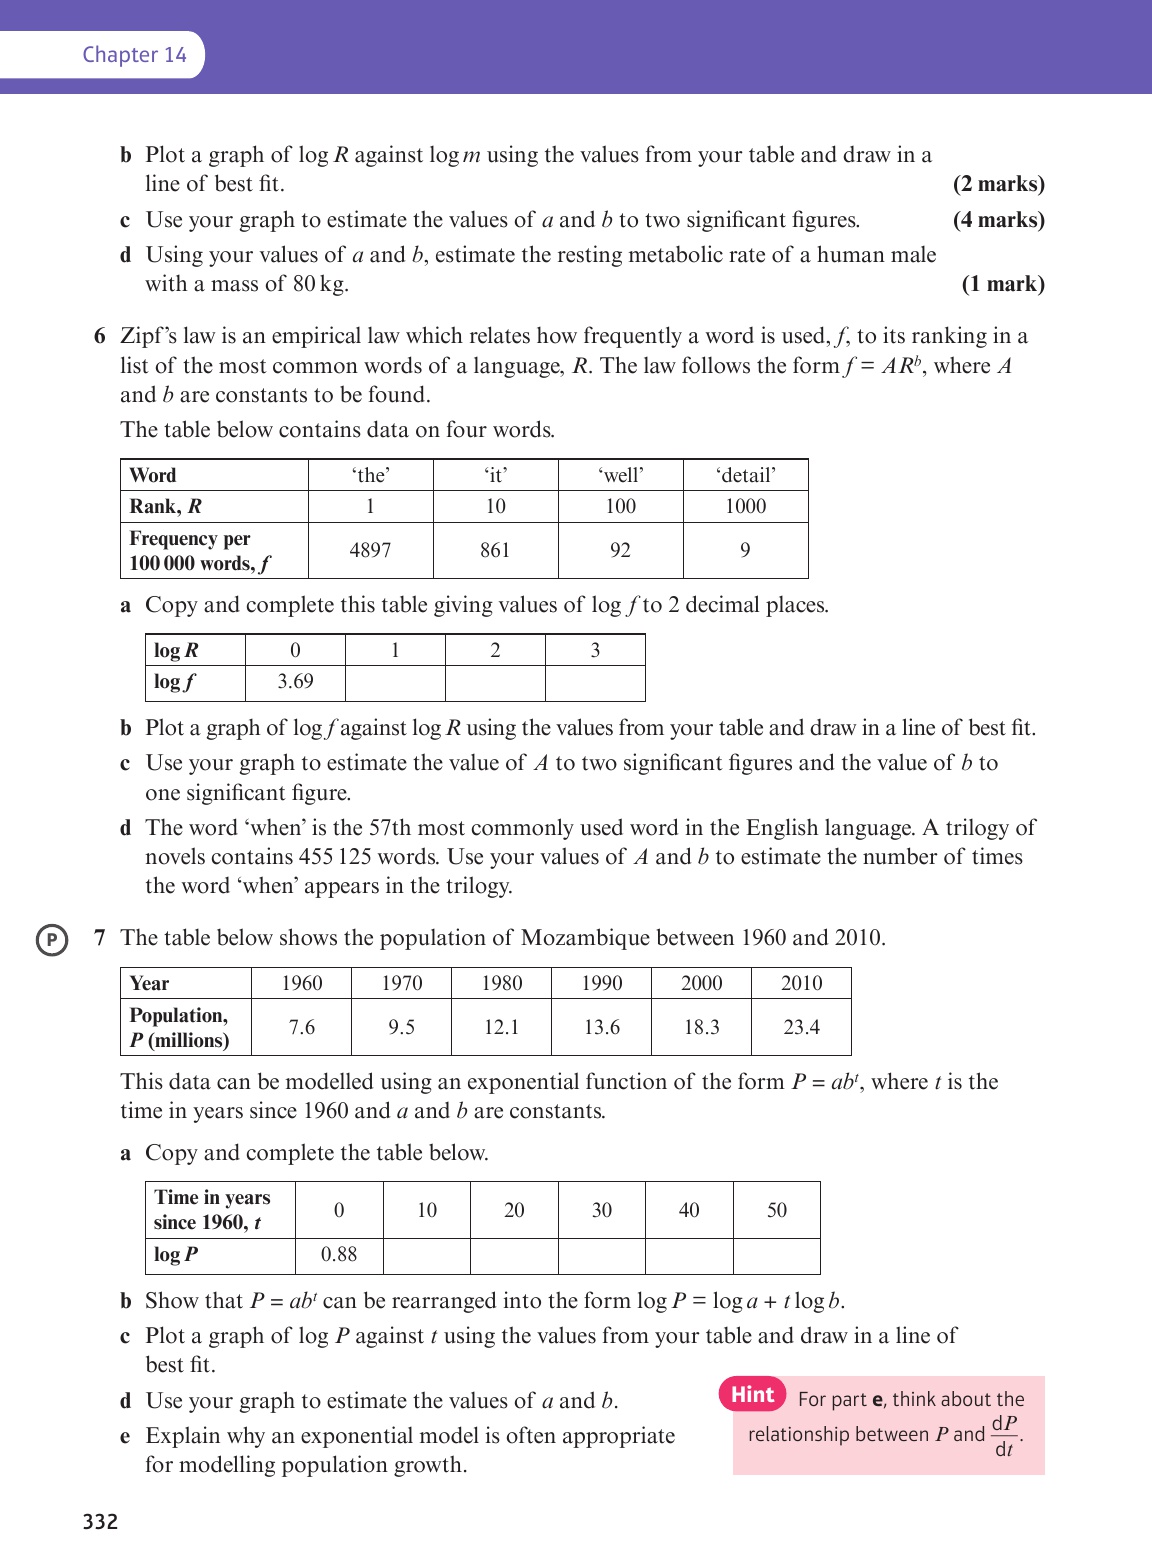 Chapter 14
b Plot a graph of log R against log m using the values from your table and draw in a
line of best fit. (2 marks)
c Use your graph to estimate the values of a and b to two significant figures. (4 marks)
d Using your values of a and b, estimate the resting metabolic rate of a human male
with a mass of 80 kg. (1 mark)
6 Zipf’s law is an empirical law which relates how frequently a word is used, f, to its ranking in a
list of the most common words of a language, R. The law follows the form f = ARᵇ, where A
and b are constants to be found.
The table below contains data on four words.
Word ‘the’ ‘it’ ‘well’ ‘detail’
Rank, R 1 10 100 1000
Frequency per
100 000 words, f 4897 861 92 9
a Copy and complete this table giving values of log f to 2 decimal places.
log R 0 1 2 3
log f 3.69
b Plot a graph of log f against log R using the values from your table and draw in a line of best fit.
c Use your graph to estimate the value of A to two significant figures and the value of b to
one significant figure.
d The word ‘when’ is the 57th most commonly used word in the English language. A trilogy of
novels contains 455 125 words. Use your values of A and b to estimate the number of times
the word ‘when’ appears in the trilogy.
P 7 The table below shows the population of Mozambique between 1960 and 2010.
Year 1960 1970 1980 1990 2000 2010
Population,
P (millions) 7.6 9.5 12.1 13.6 18.3 23.4
This data can be modelled using an exponential function of the form P = abᵗ, where t is the
time in years since 1960 and a and b are constants.
a Copy and complete the table below.
Time in years
since 1960, t 0 10 20 30 40 50
log P 0.88
b Show that P = abᵗ can be rearranged into the form log P = log a + t log b.
c Plot a graph of log P against t using the values from your table and draw in a line of
best fit.
d Use your graph to estimate the values of a and b.
e Explain why an exponential model is often appropriate
for modelling population growth.
Hint For part e, think about the
relationship between P and dP/dt.
332